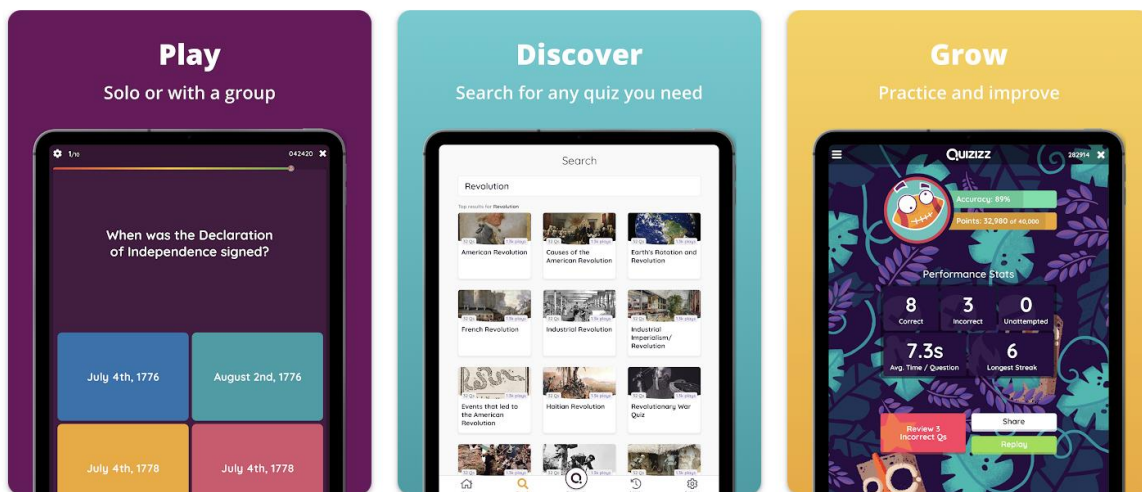 Play
Solo or with a group
1/10
042420
When was the Declaration
of Independence signed?
July 4th, 1776
August 2nd, 1776
July 4th, 1778
July 4th, 1778
Discover
Search for any quiz you need
Search
Revolution
Top results for Revolution
American Revolution
Causes of the
American Revolution
Earth's Rotation and
Revolution
French Revolution
Industrial Revolution
Industrial
Imperialism/
Revolution
Events that led to
the American
Revolution
Haitian Revolution
Revolutionary War
Quiz
Grow
Practice and improve
QUIZIZZ
282914
Accuracy: 89%
Points: 32,980 of 40,000
Performance Stats
8
Correct
3
Incorrect
0
Unattempted
7.3s
Avg. Time / Question
6
Longest Streak
Review 3
Incorrect Qs
Share
Replay